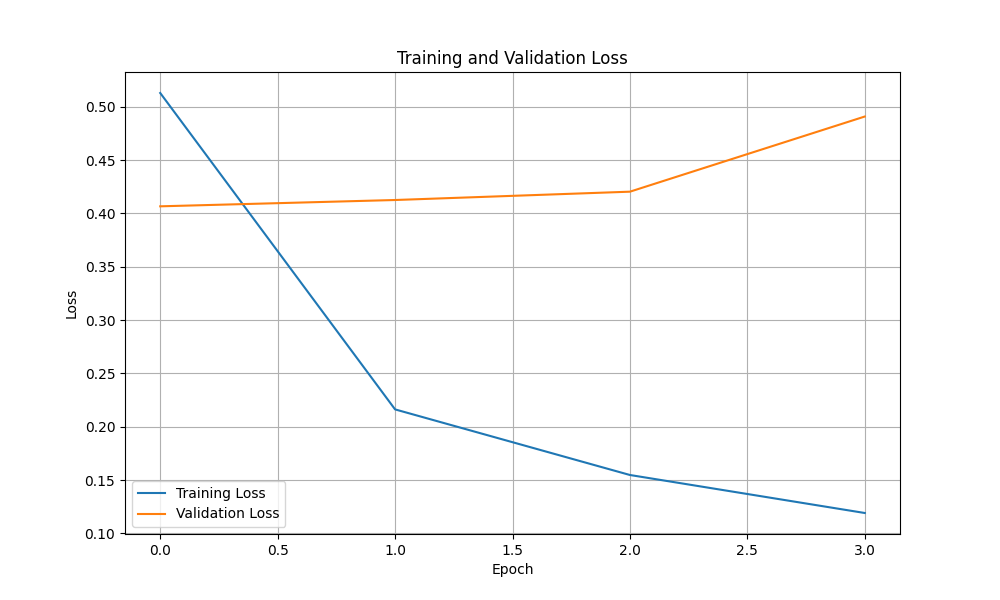 Training and Validation Loss
0.50
0.45
0.40
0.35
0.30
0.25
0.20
0.15
0.10
Loss
Training Loss
Validation Loss
0.0 0.5 1.0 1.5 2.0 2.5 3.0
Epoch